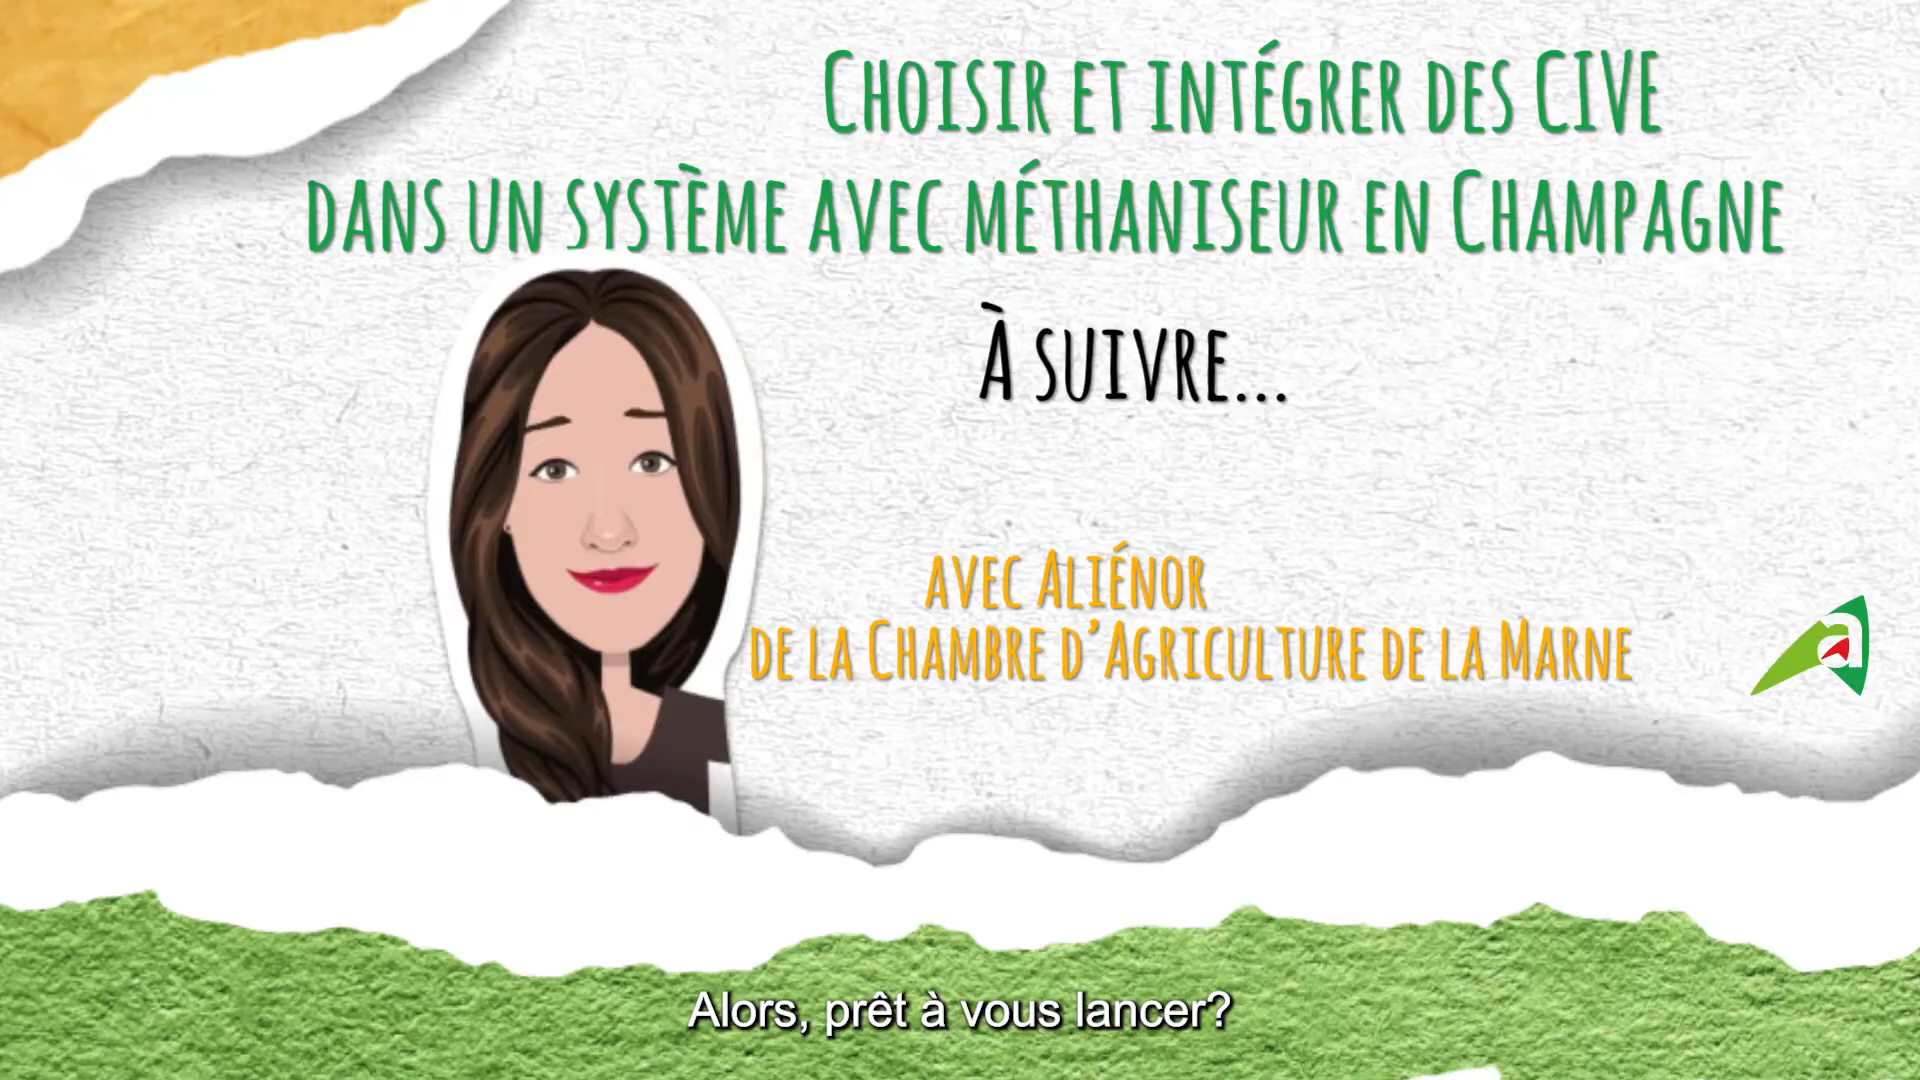 Choisir et intégrer des CIVE
dans un système avec méthaniseur en Champagne
À suivre...
avec Aliénor
de la Chambre d'Agriculture de la Marne
a
Alors, prêt à vous lancer?